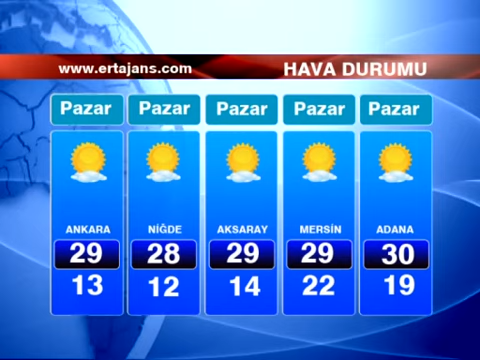 www.ertajans.com HAVA DURUMU
Pazar Pazar Pazar Pazar Pazar
ANKARA NİĞDE AKSARAY MERSİN ADANA
29 28 29 29 30
13 12 14 22 19